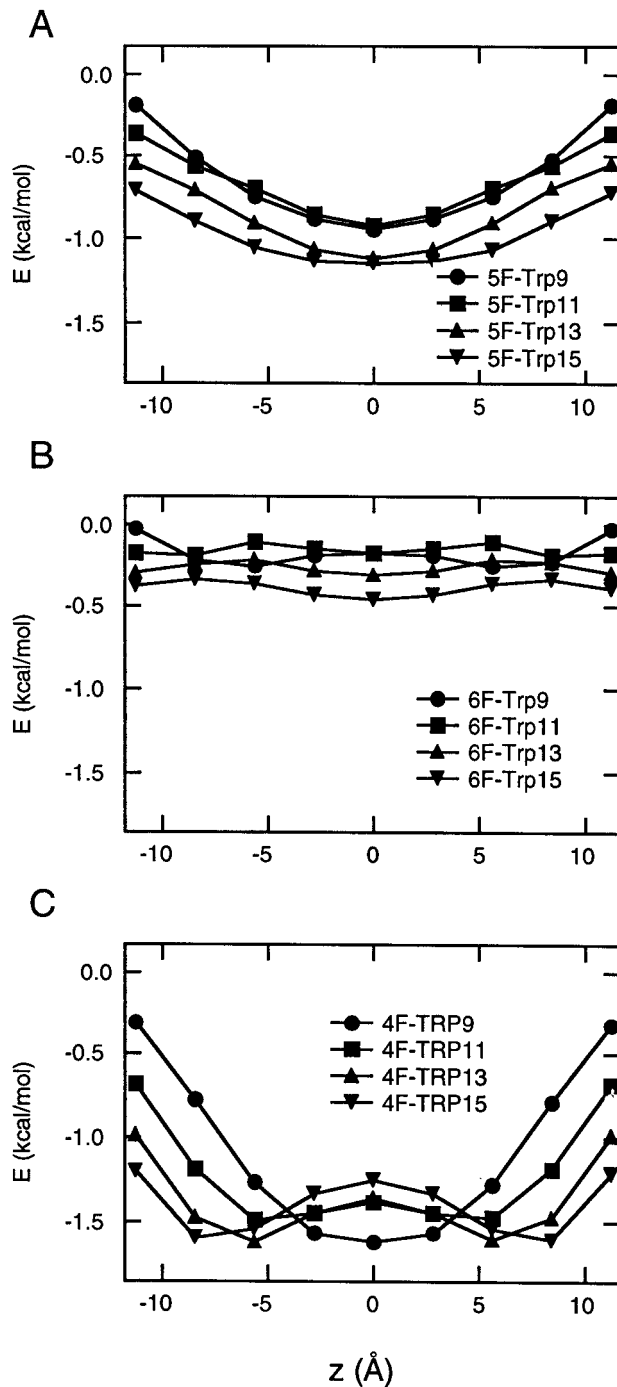 A
0.0
-0.5
-1.0
-1.5
E (kcal/mol)
5F-Trp9
5F-Trp11
5F-Trp13
5F-Trp15
-10 -5 0 5 10
B
0.0
-0.5
-1.0
-1.5
E (kcal/mol)
6F-Trp9
6F-Trp11
6F-Trp13
6F-Trp15
-10 -5 0 5 10
C
0.0
-0.5
-1.0
-1.5
E (kcal/mol)
4F-TRP9
4F-TRP11
4F-TRP13
4F-TRP15
-10 -5 0 5 10
z (Å)